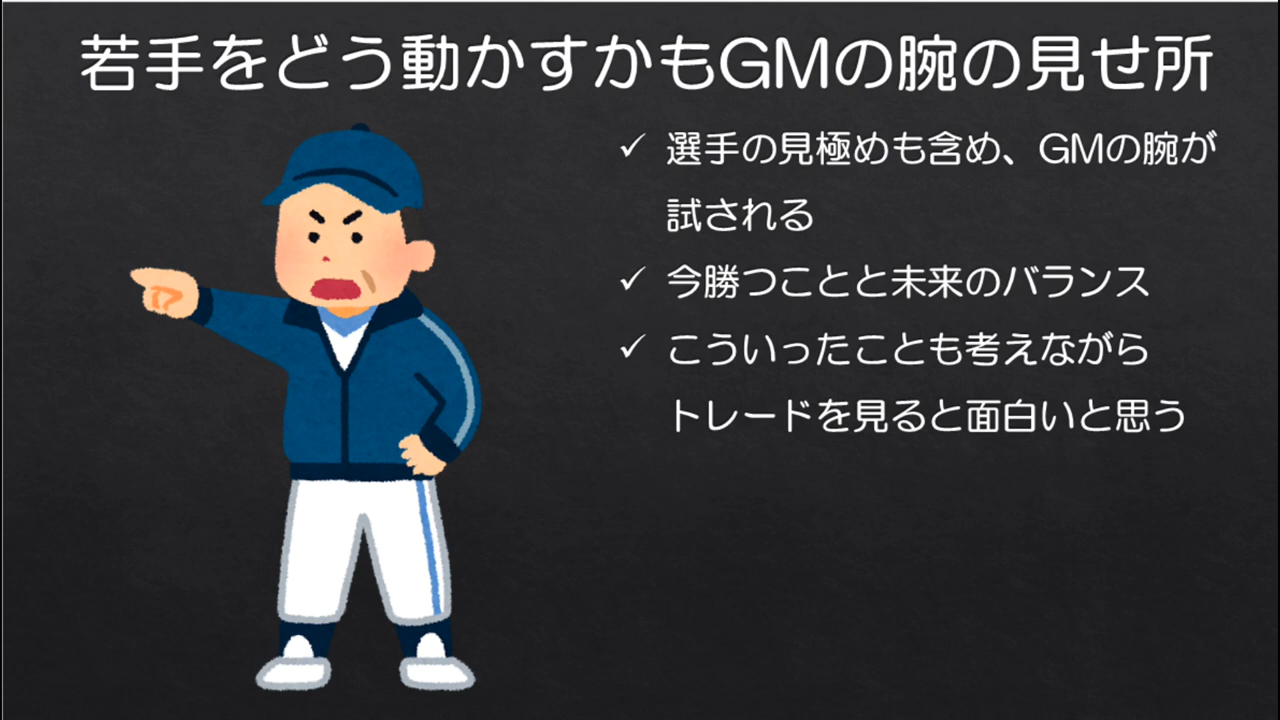 若手をどう動かすかもGMの腕の見せ所
✓ 選手の見極めも含め、GMの腕が
試される
✓ 今勝つことと未来のバランス
✓ こういったことも考えながら
トレードを見ると面白いと思う